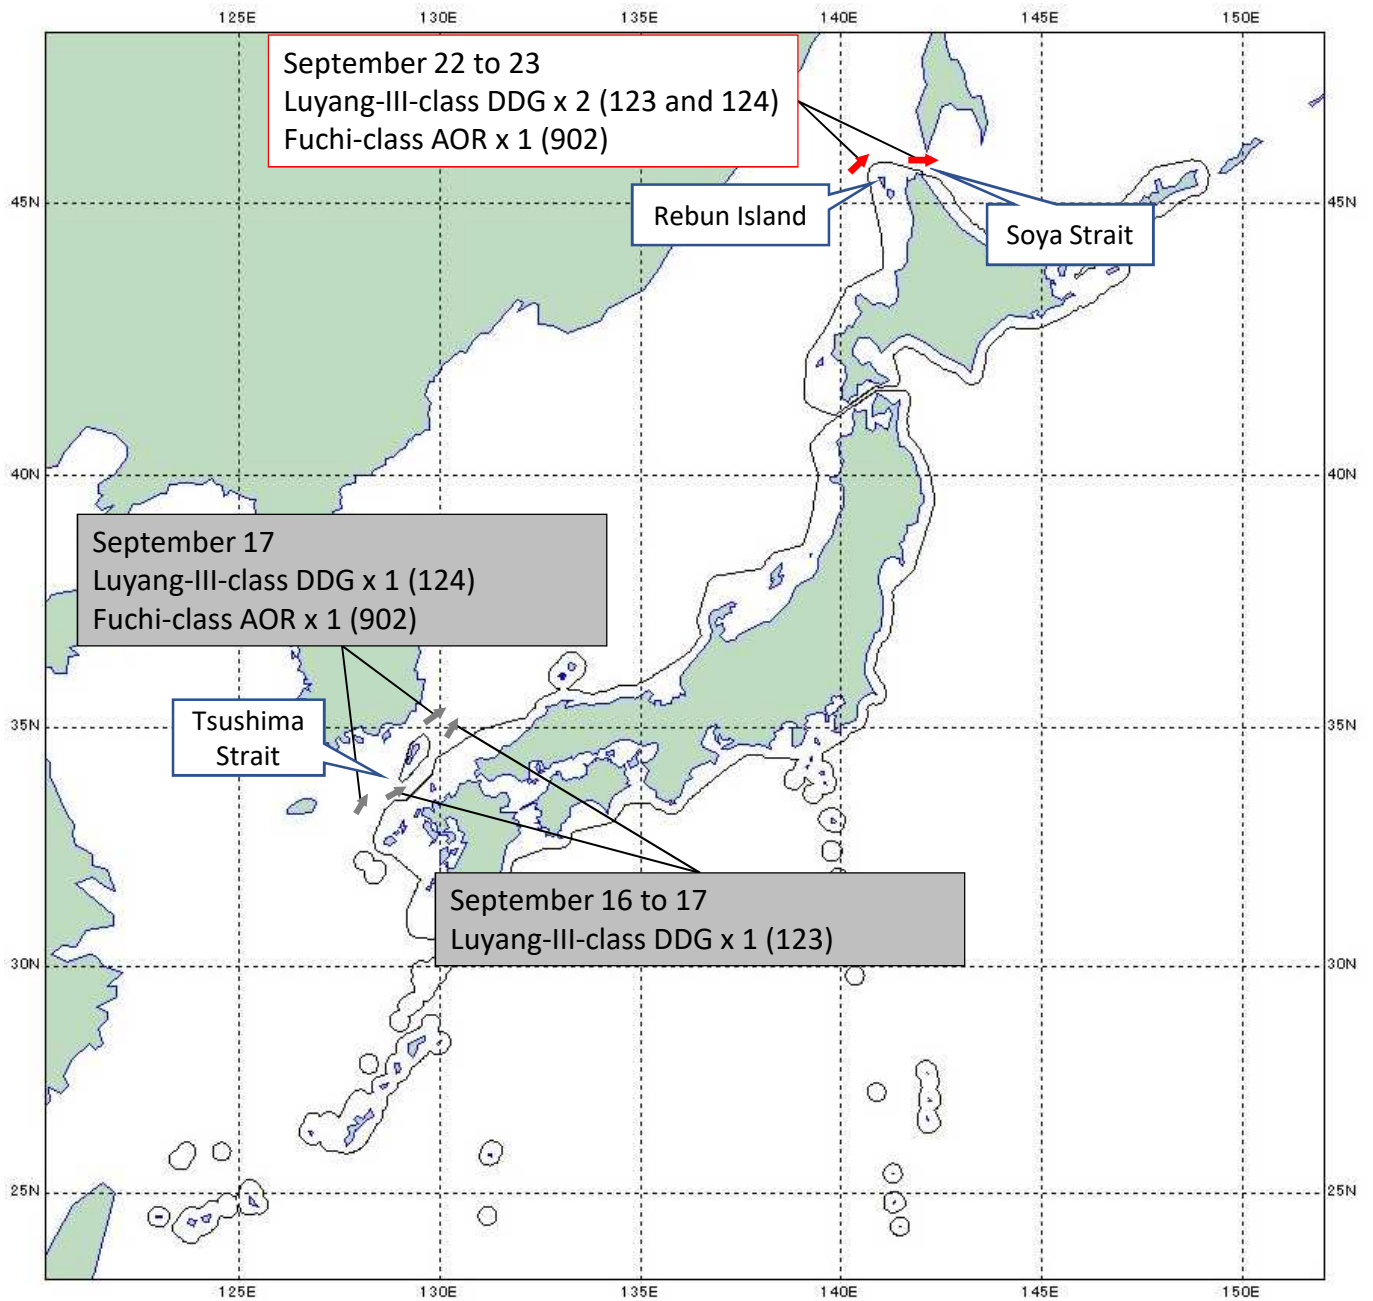 125E 130E 135E 140E 145E 150E
September 22 to 23
Luyang-III-class DDG x 2 (123 and 124)
Fuchi-class AOR x 1 (902)
45N 45N
Rebun Island
Soya Strait
40N 40N
September 17
Luyang-III-class DDG x 1 (124)
Fuchi-class AOR x 1 (902)
35N 35N
Tsushima
Strait
September 16 to 17
Luyang-III-class DDG x 1 (123)
30N 30N
25N 25N
125E 130E 135E 140E 145E 150E